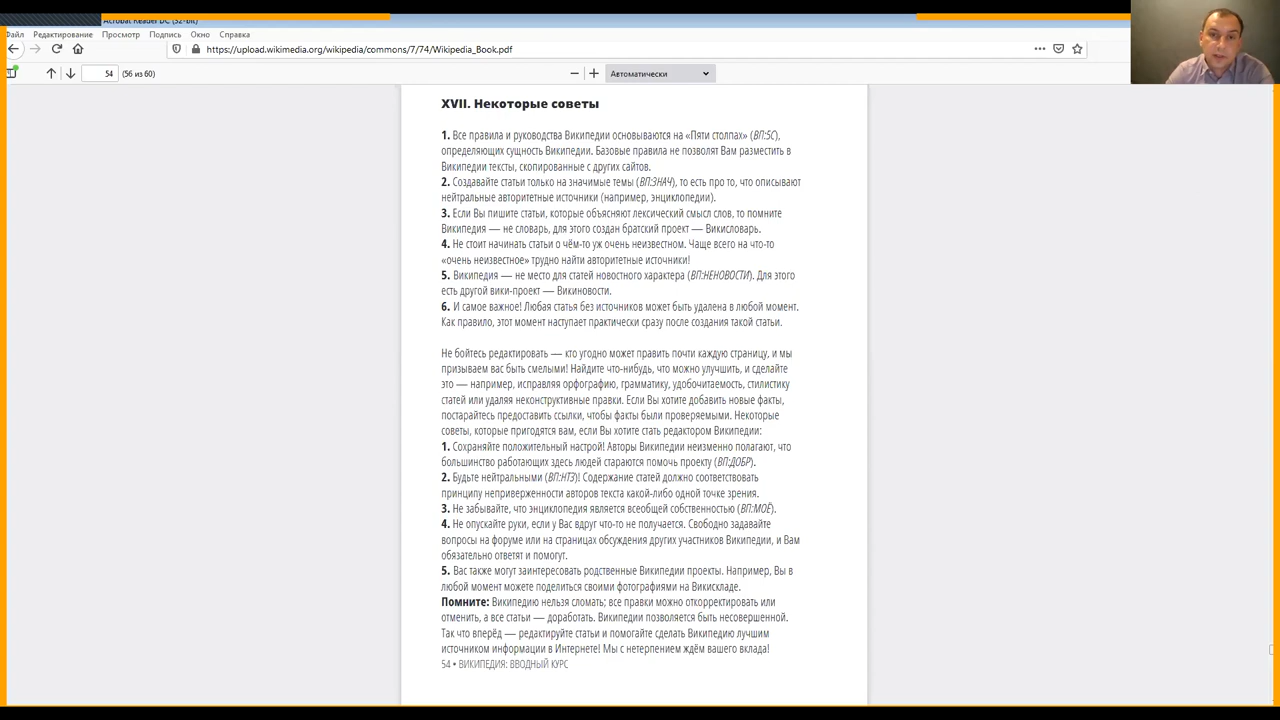 Acrobat Reader DC (32-bit)
Файл Редактирование Просмотр Подпись Окно Справка
https://upload.wikimedia.org/wikipedia/commons/7/74/Wikipedia_Book.pdf
54 (56 из 60) Автоматически
XVII. Некоторые советы
1. Все правила и руководства Википедии основываются на «Пяти столпах» (ВП:5С),
определяющих сущность Википедии. Базовые правила не позволят Вам разместить в
Википедии тексты, скопированные с других сайтов.
2. Создавайте статьи только на значимые темы (ВП:ЗНАЧ), то есть про то, что описывают
нейтральные авторитетные источники (например, энциклопедии).
3. Если Вы пишите статьи, которые объясняют лексический смысл слов, то помните
Википедия — не словарь, для этого создан братский проект — Викисловарь.
4. Не стоит начинать статьи о чём-то уж очень неизвестном. Чаще всего на что-то
«очень неизвестное» трудно найти авторитетные источники!
5. Википедия — не место для статей новостного характера (ВП:НЕНОВОСТИ). Для этого
есть другой вики-проект — Викиновости.
6. И самое важное! Любая статья без источников может быть удалена в любой момент.
Как правило, этот момент наступает практически сразу после создания такой статьи.
Не бойтесь редактировать — кто угодно может править почти каждую страницу, и мы
призываем вас быть смелыми! Найдите что-нибудь, что можно улучшить, и сделайте
это — например, исправляя орфографию, грамматику, удобочитаемость, стилистику
статей или удаляя неконструктивные правки. Если Вы хотите добавить новые факты,
постарайтесь предоставить ссылки, чтобы факты были проверяемыми. Некоторые
советы, которые пригодятся вам, если Вы хотите стать редактором Википедии:
1. Сохраняйте положительный настрой! Авторы Википедии неизменно полагают, что
большинство работающих здесь людей стараются помочь проекту (ВП:ДОБР).
2. Будьте нейтральными (ВП:НТЗ)! Содержание статей должно соответствовать
принципу неприверженности авторов текста какой-либо одной точке зрения.
3. Не забывайте, что энциклопедия является всеобщей собственностью (ВП:МОЁ).
4. Не опускайте руки, если у Вас вдруг что-то не получается. Свободно задавайте
вопросы на форуме или на страницах обсуждения других участников Википедии, и Вам
обязательно ответят и помогут.
5. Вас также могут заинтересовать родственные Википедии проекты. Например, Вы в
любой момент можете поделиться своими фотографиями на Викискладе.
Помните: Википедию нельзя сломать; все правки можно откорректировать или
отменить, а все статьи — доработать. Википедии позволяется быть несовершенной.
Так что вперёд — редактируйте статьи и помогайте сделать Википедию лучшим
источником информации в Интернете! Мы с нетерпением ждём вашего вклада!
54 • ВИКИПЕДИЯ: ВВОДНЫЙ КУРС